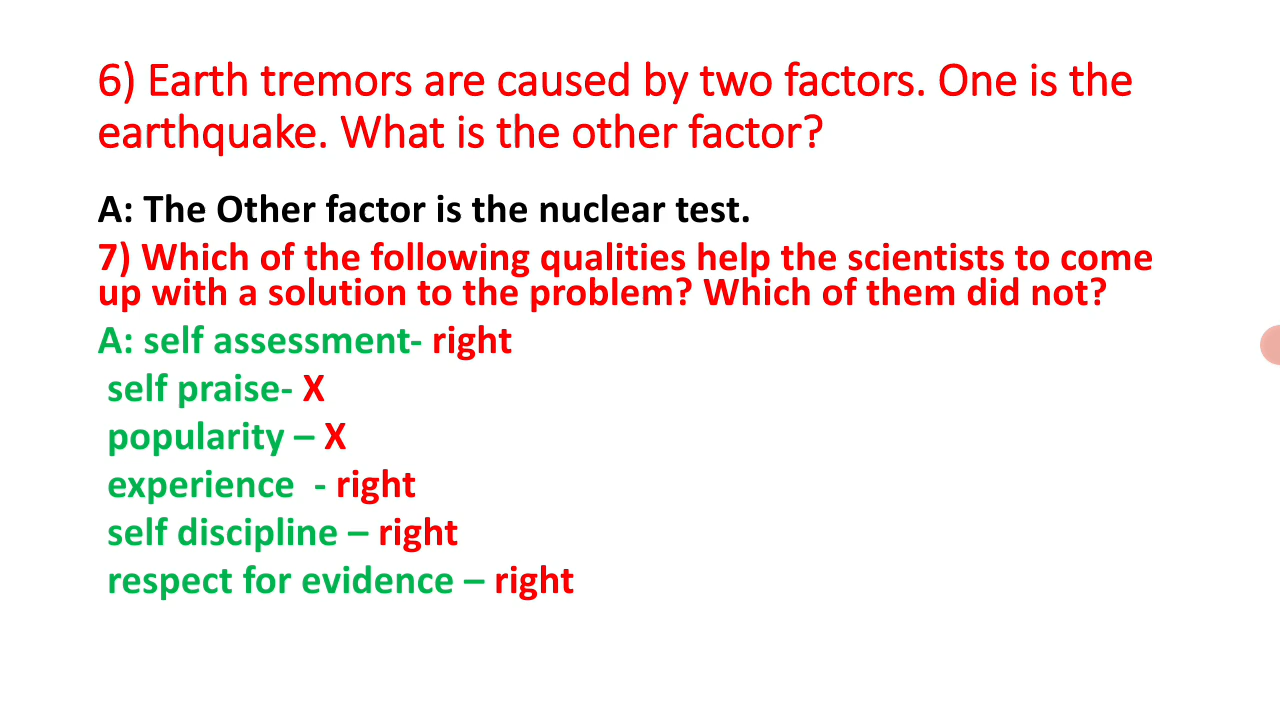 6) Earth tremors are caused by two factors. One is the
earthquake. What is the other factor?
A: The Other factor is the nuclear test.
7) Which of the following qualities help the scientists to come
up with a solution to the problem? Which of them did not?
A: self assessment- right
self praise- X
popularity – X
experience  - right
self discipline – right
respect for evidence – right